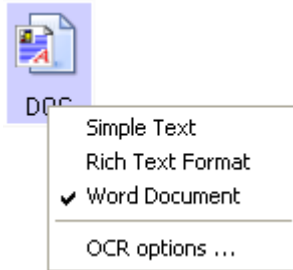 DOC
Simple Text
Rich Text Format
Word Document
OCR options ...